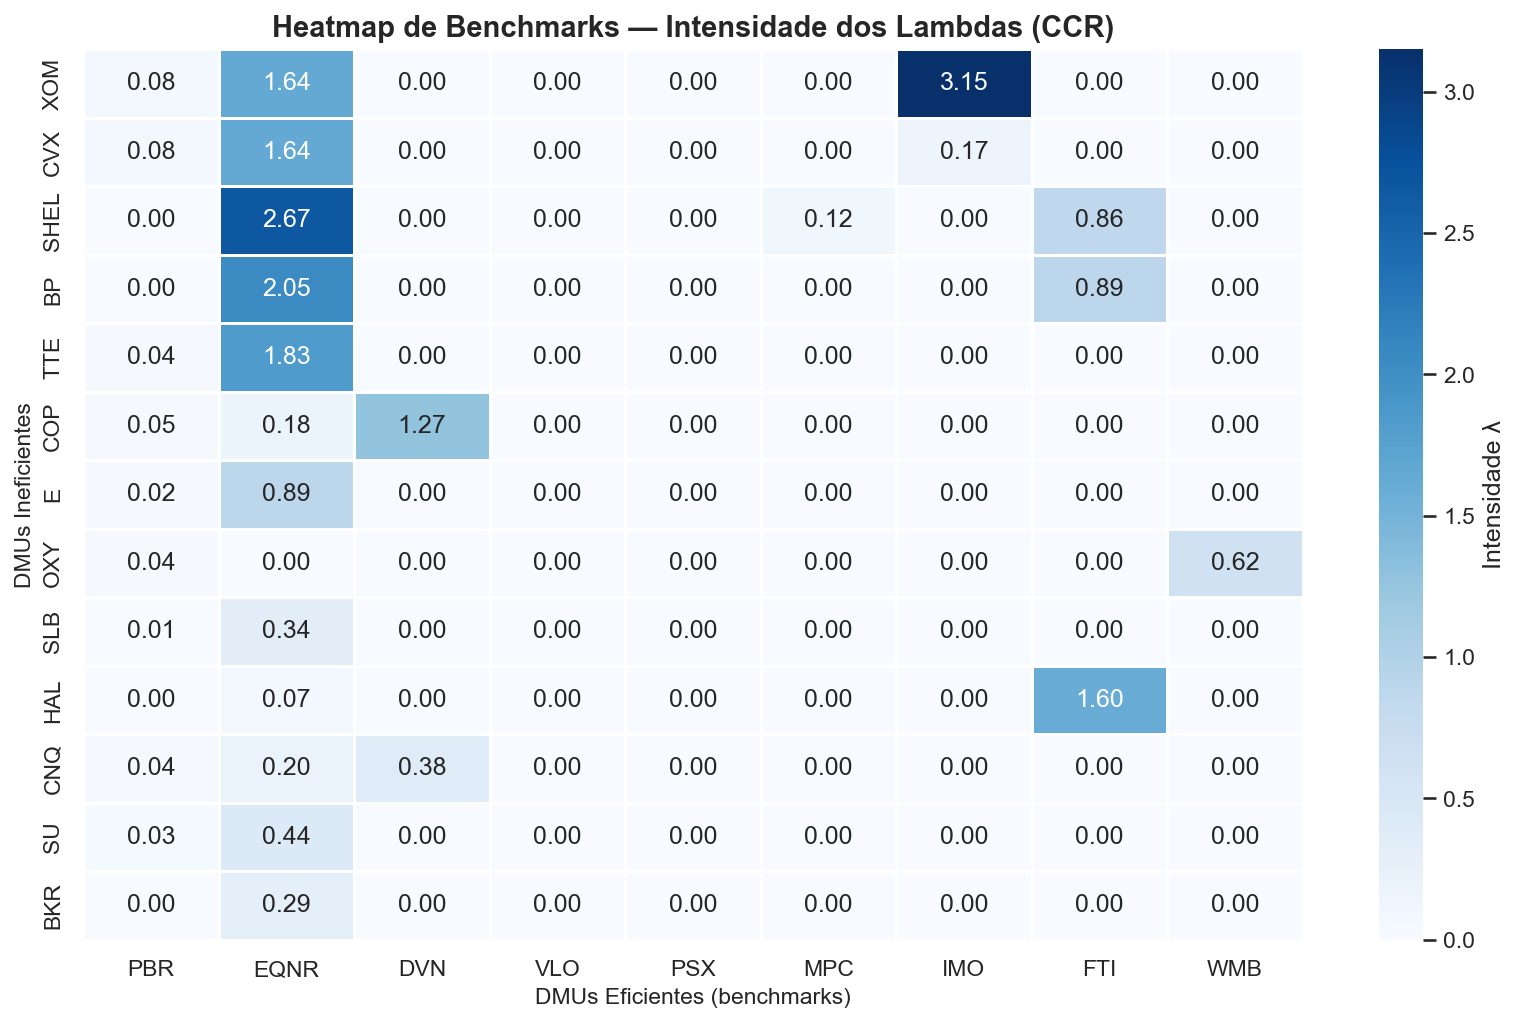 Heatmap de Benchmarks — Intensidade dos Lambdas (CCR)
DMUs Ineficientes
XOM 0.08 1.64 0.00 0.00 0.00 0.00 3.15 0.00 0.00
CVX 0.08 1.64 0.00 0.00 0.00 0.00 0.17 0.00 0.00
SHEL 0.00 2.67 0.00 0.00 0.00 0.12 0.00 0.86 0.00
BP 0.00 2.05 0.00 0.00 0.00 0.00 0.00 0.89 0.00
TTE 0.04 1.83 0.00 0.00 0.00 0.00 0.00 0.00 0.00
COP 0.05 0.18 1.27 0.00 0.00 0.00 0.00 0.00 0.00
E 0.02 0.89 0.00 0.00 0.00 0.00 0.00 0.00 0.00
OXY 0.04 0.00 0.00 0.00 0.00 0.00 0.00 0.00 0.62
SLB 0.01 0.34 0.00 0.00 0.00 0.00 0.00 0.00 0.00
HAL 0.00 0.07 0.00 0.00 0.00 0.00 0.00 1.60 0.00
CNQ 0.04 0.20 0.38 0.00 0.00 0.00 0.00 0.00 0.00
SU 0.03 0.44 0.00 0.00 0.00 0.00 0.00 0.00 0.00
BKR 0.00 0.29 0.00 0.00 0.00 0.00 0.00 0.00 0.00
PBR EQNR DVN VLO PSX MPC IMO FTI WMB
DMUs Eficientes (benchmarks)
3.0
2.5
2.0
1.5
1.0
0.5
0.0
Intensidade λ